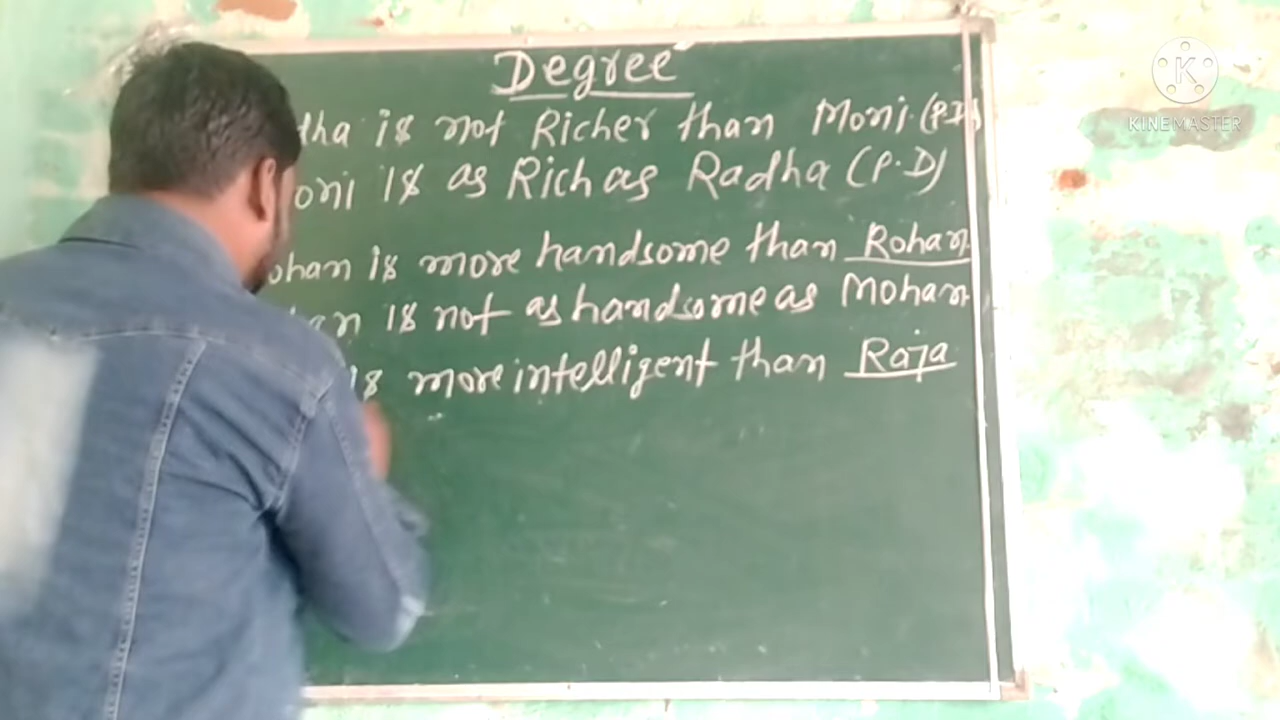 Degree
tha is not Richer than Moni. (P.D)
oni is as Rich as Radha (P.D)
ohan is more handsome than Rohan
an is not as handsome as Mohan
is more intelligent than Raja
K
KINEMASTER